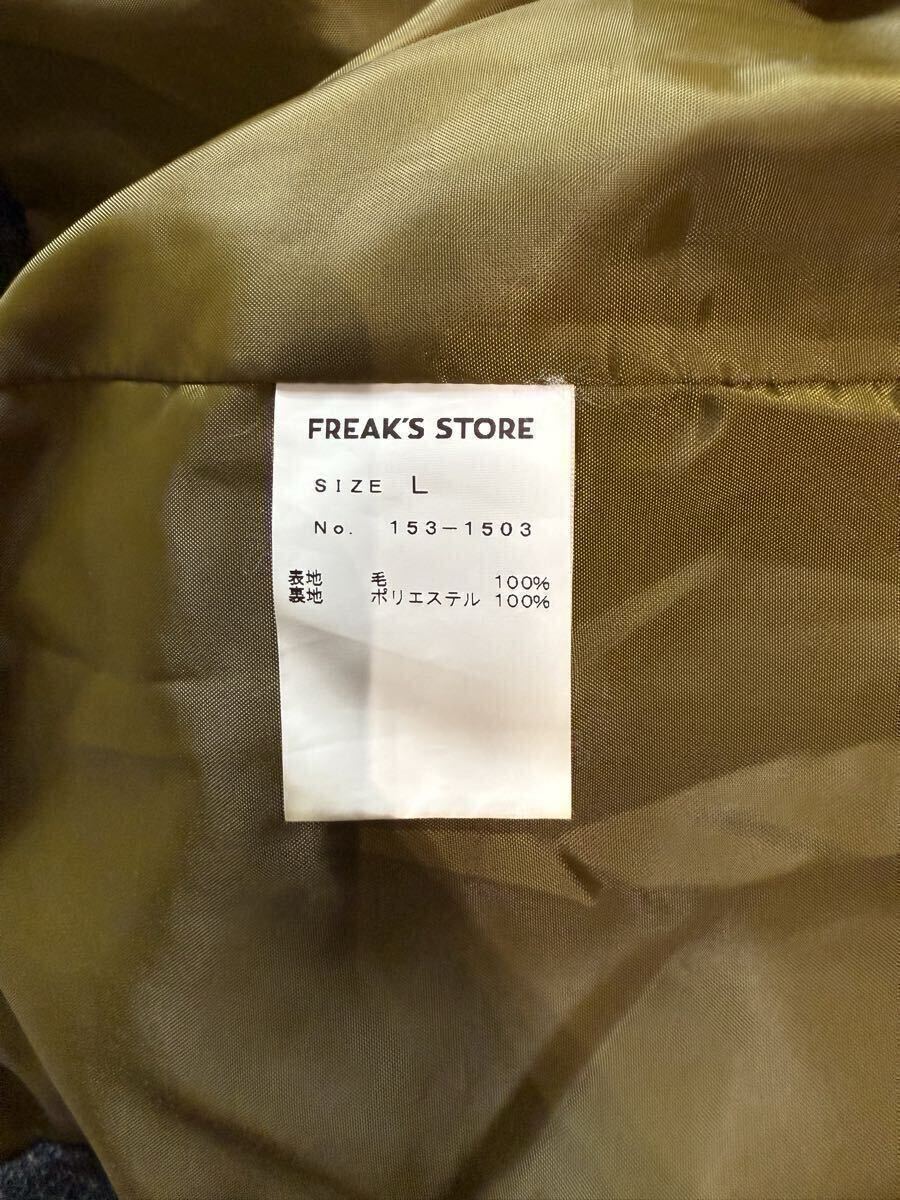 FREAK'S STORE
SIZE L
No. 153-1503
表地 毛 100%
裏地 ポリエステル 100%